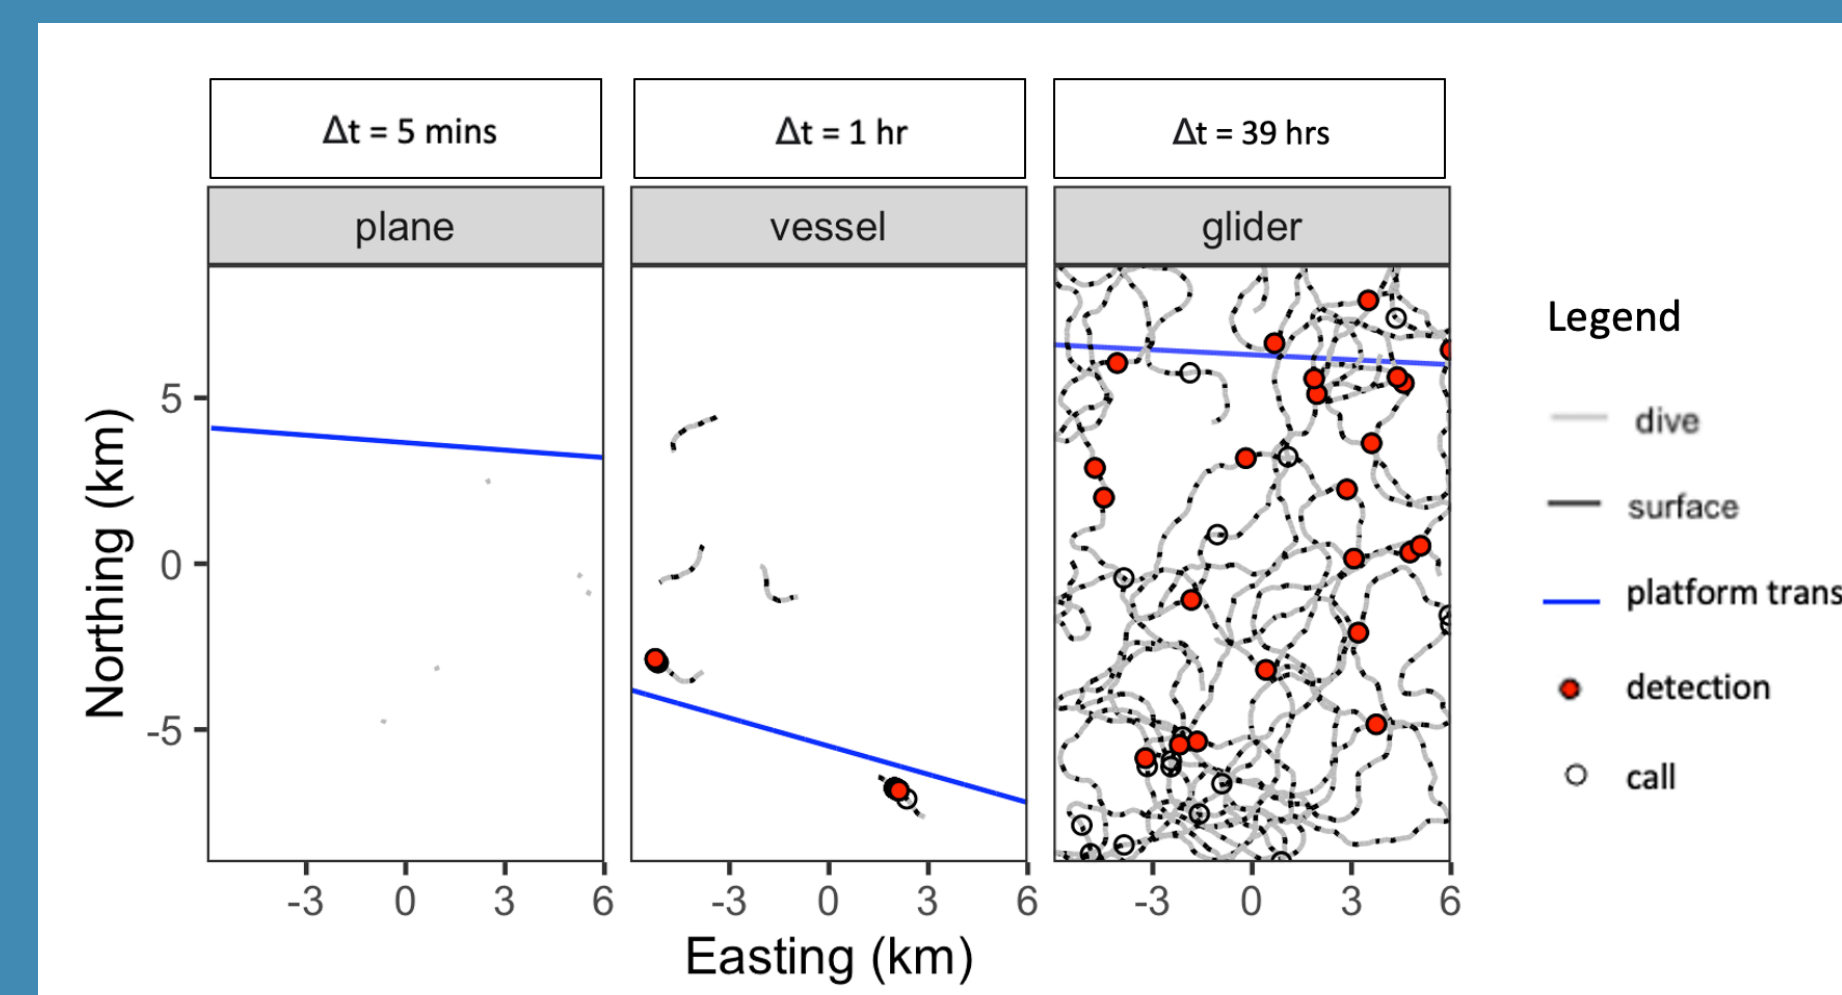 Δt = 5 mins
Δt = 1 hr
Δt = 39 hrs
plane
vessel
glider
Northing (km)
5
0
-5
-3 0 3 6
-3 0 3 6
-3 0 3 6
Easting (km)
Legend
dive
surface
platform trans
detection
call